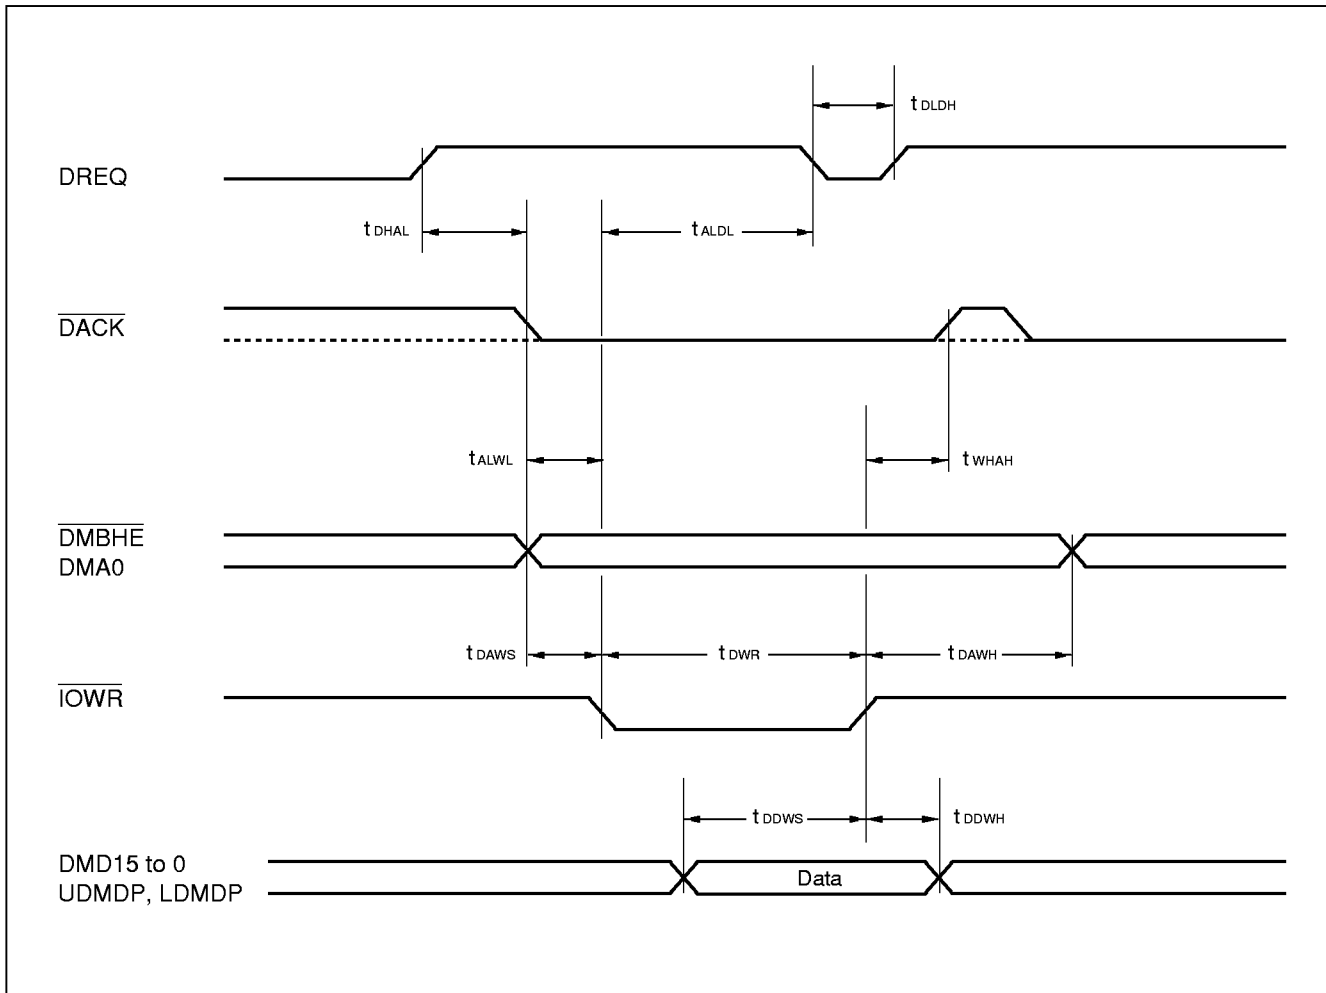 t DLDH
DREQ
t DHAL
t ALDL
DACK
t ALWL
t WHAH
DMBHE
DMA0
t DAWS
t DWR
t DAWH
IOWR
t DDWS
t DDWH
DMD15 to 0
UDMDP, LDMDP
Data